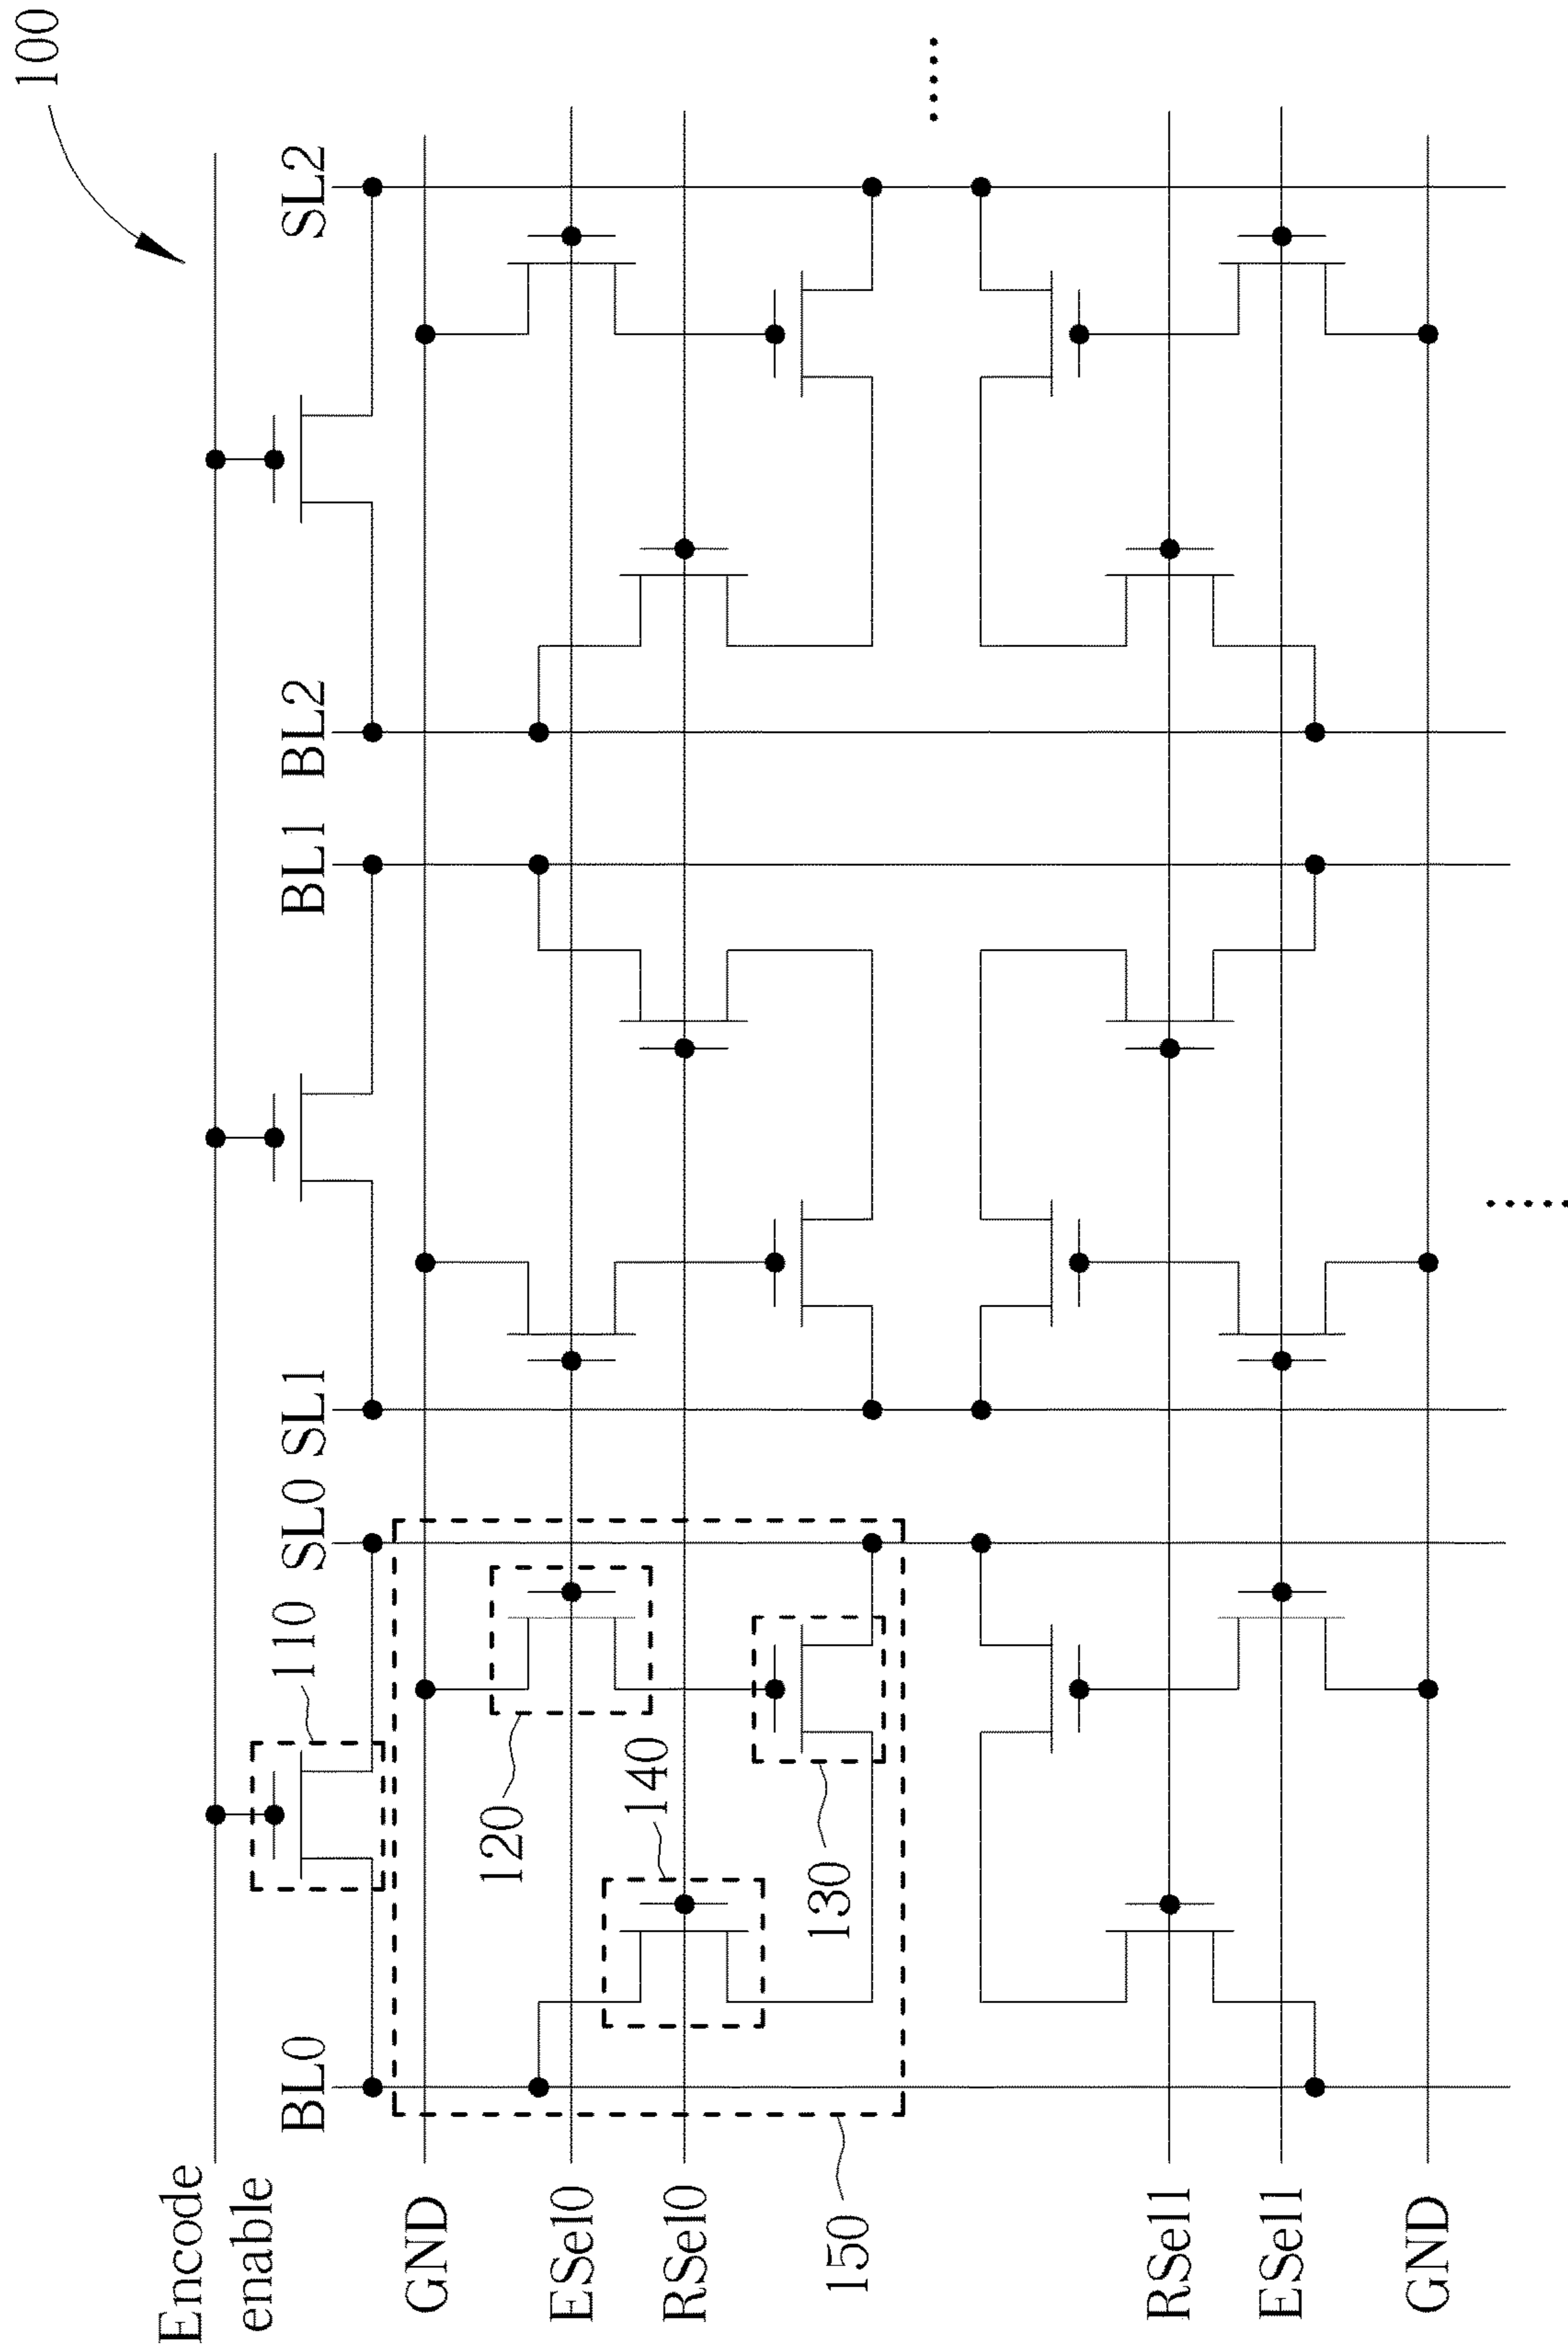 100
Encode
enable
BL0
SL0
SL1
BL1
BL2
SL2
110
GND
ESel0
120
RSel0
140
130
150
RSel1
ESel1
GND